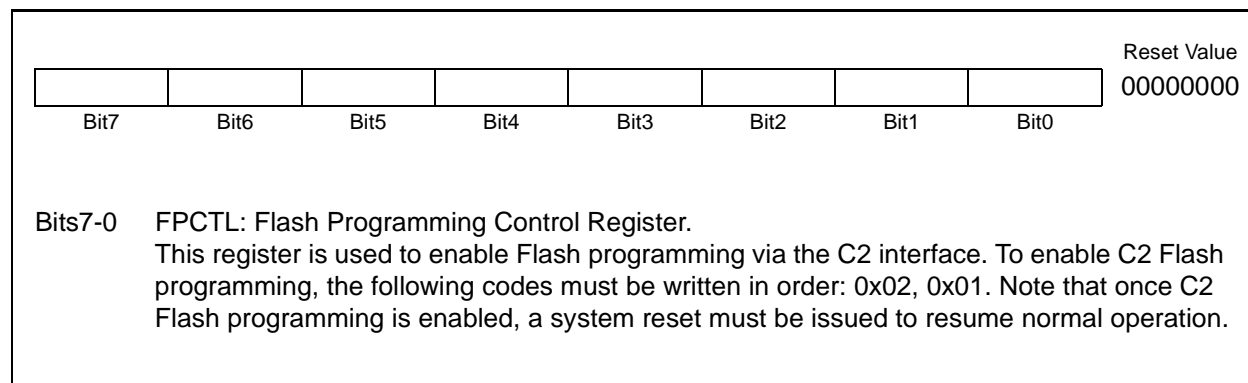 Reset Value
00000000
Bit7 Bit6 Bit5 Bit4 Bit3 Bit2 Bit1 Bit0
Bits7-0 FPCTL: Flash Programming Control Register.
This register is used to enable Flash programming via the C2 interface. To enable C2 Flash
programming, the following codes must be written in order: 0x02, 0x01. Note that once C2
Flash programming is enabled, a system reset must be issued to resume normal operation.